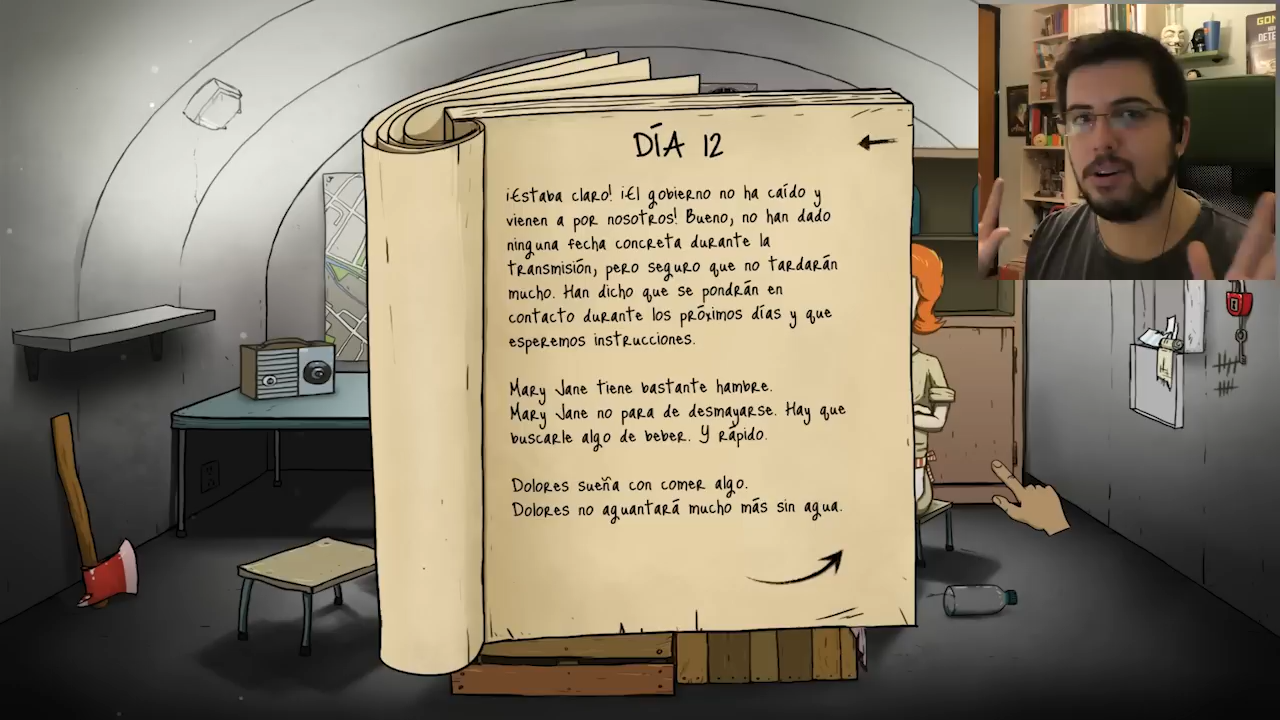 DÍA 12
¡Estaba claro! ¡El gobierno no ha caído y
vienen a por nosotros! Bueno, no han dado
ninguna fecha concreta durante la
transmisión, pero seguro que no tardarán
mucho. Han dicho que se pondrán en
contacto durante los próximos días y que
esperemos instrucciones.
Mary Jane tiene bastante hambre.
Mary Jane no para de desmayarse. Hay que
buscarle algo de beber. Y rápido.
Dolores sueña con comer algo.
Dolores no aguantará mucho más sin agua.